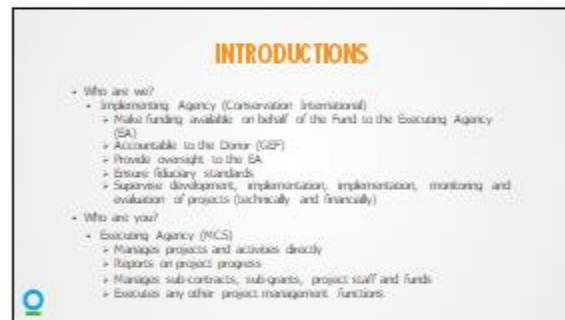 INTRODUCTIONS
• Who are we?
• Implementing Agency (Conservation International)
➢ Make funding available on behalf of the Fund to the Executing Agency
(EA)
➢ Accountable to the Donor (GEF)
➢ Provide oversight to the EA
➢ Ensure fiduciary standards
➢ Supervise development, implementation, implementation, monitoring and
evaluation of projects (technically and financially)
• Who are you?
• Executing Agency (MCS)
➢ Manages projects and activities directly
➢ Reports on project progress
➢ Manages sub-contracts, sub-grants, project staff and funds
➢ Executes any other project management functions